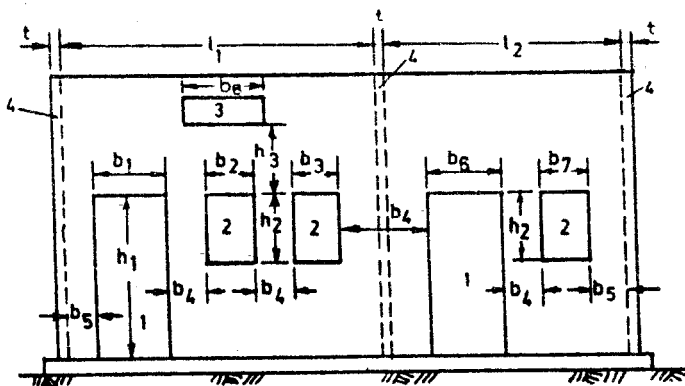 t l₁ t l₂ t
4 b₈ 4 4
3
b₁ b₂ h₃ b₃ b₆ b₇
h₁ 2 h₂ 2 b₄ h₂ 2
b₅ 1 b₄ b₄ 1 b₄ b₅